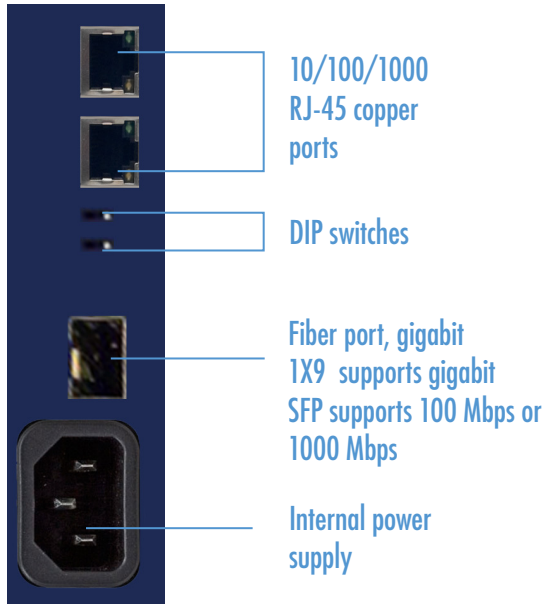 10/100/1000
RJ-45 copper
ports
DIP switches
Fiber port, gigabit
1X9 supports gigabit
SFP supports 100 Mbps or
1000 Mbps
Internal power
supply